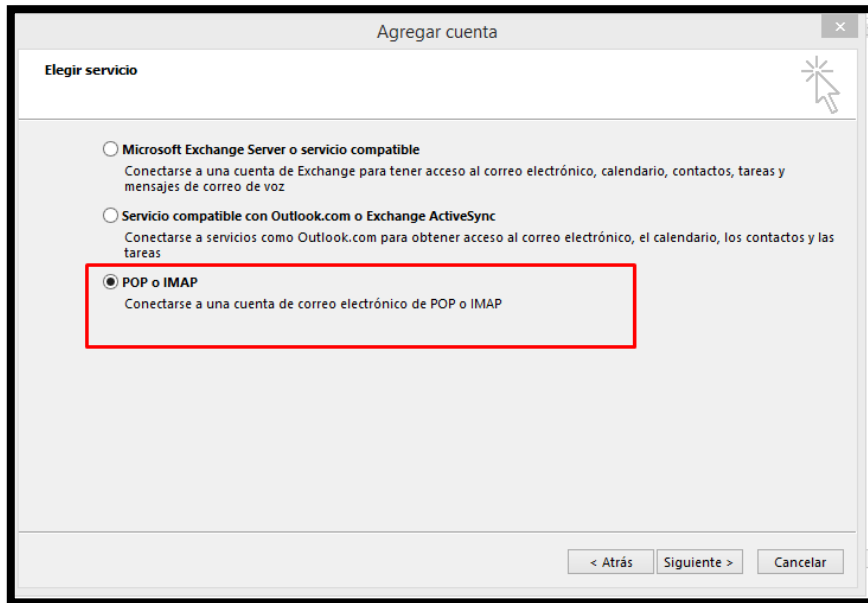 Agregar cuenta
Elegir servicio
Microsoft Exchange Server o servicio compatible
Conectarse a una cuenta de Exchange para tener acceso al correo electrónico, calendario, contactos, tareas y
mensajes de correo de voz
Servicio compatible con Outlook.com o Exchange ActiveSync
Conectarse a servicios como Outlook.com para obtener acceso al correo electrónico, el calendario, los contactos y las
tareas
POP o IMAP
Conectarse a una cuenta de correo electrónico de POP o IMAP
< Atrás Siguiente > Cancelar